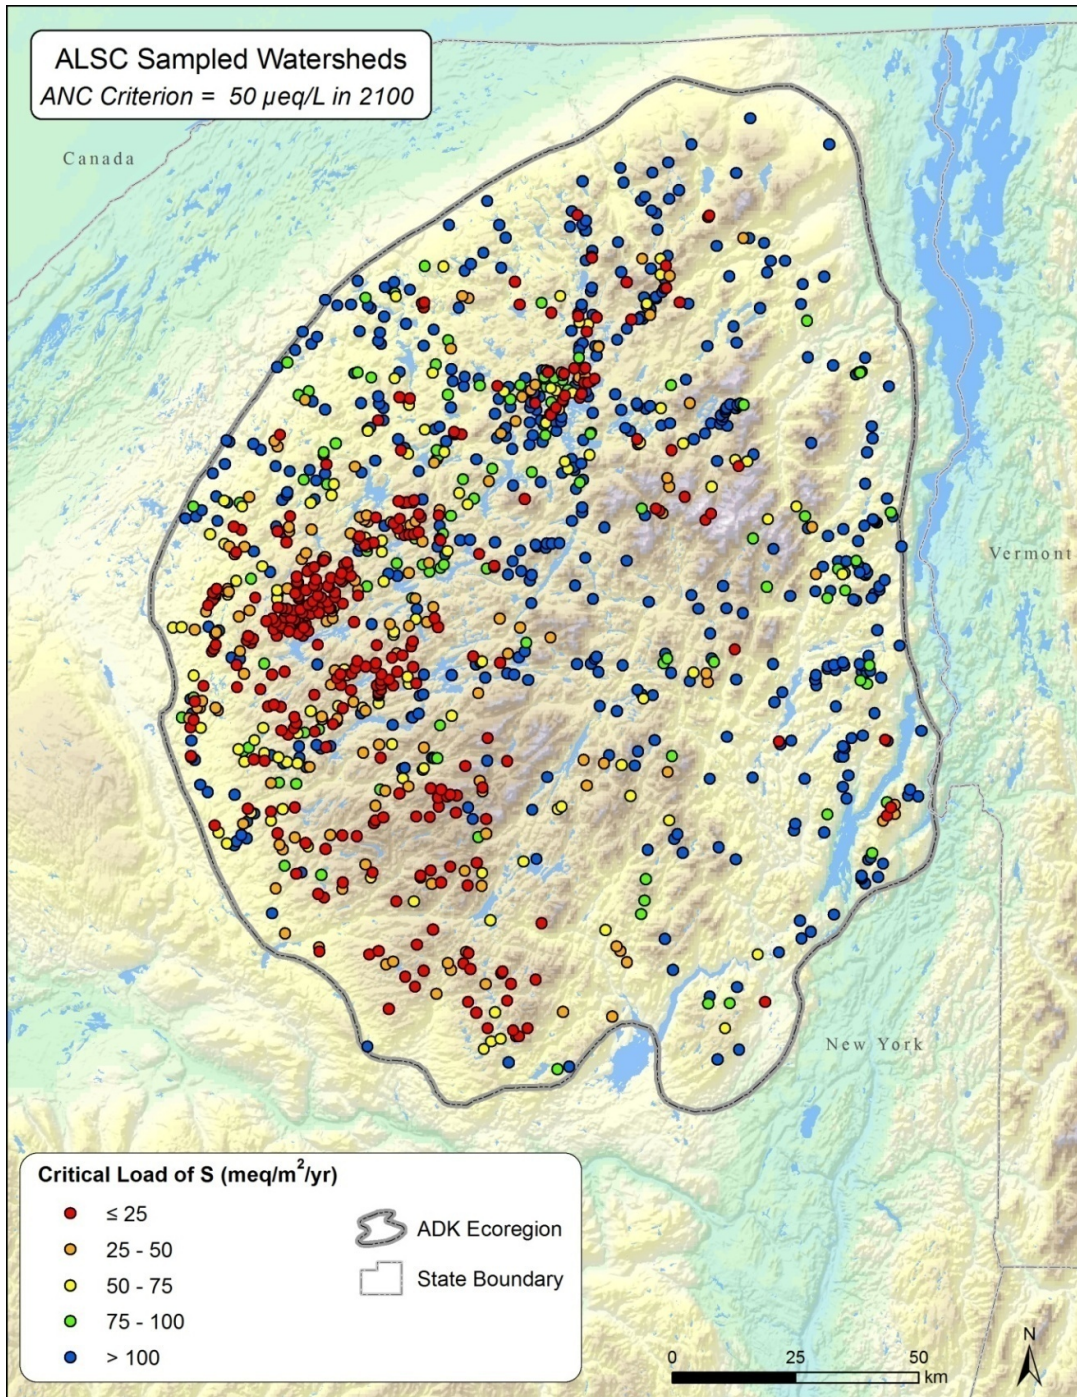 ALSC Sampled Watersheds
ANC Criterion = 50 µeq/L in 2100
Canada
Vermont
New York
Critical Load of S (meq/m²/yr)
≤ 25
25 - 50
50 - 75
75 - 100
> 100
ADK Ecoregion
State Boundary
N
0 25 50
km